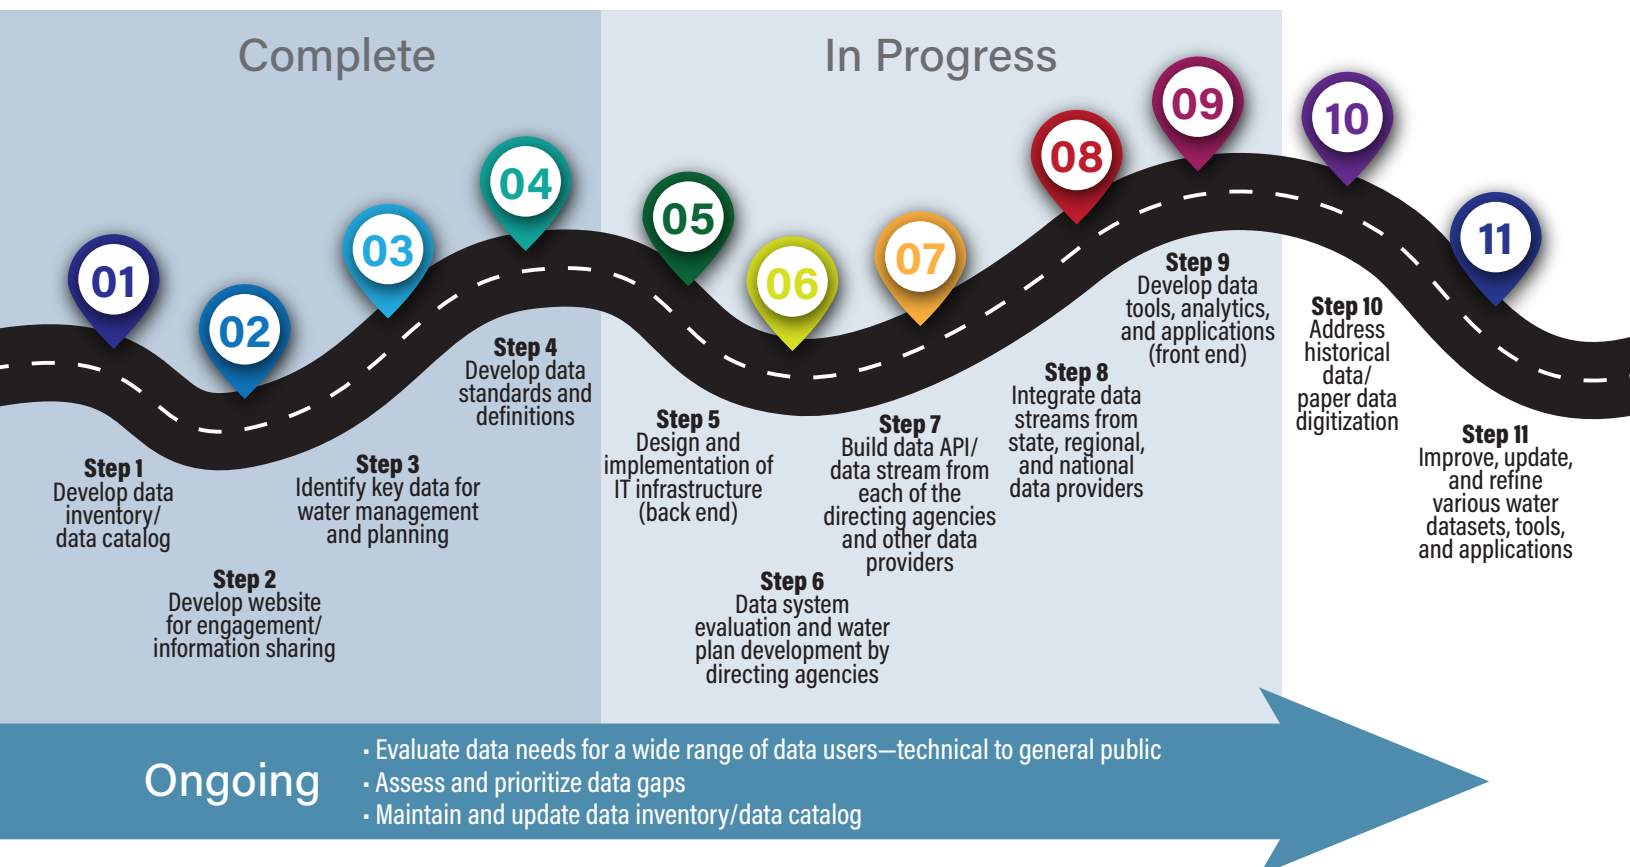 Complete
In Progress
01
02
03
04
05
06
07
08
09
10
11
Step 1
Develop data
inventory/
data catalog
Step 2
Develop website
for engagement/
information sharing
Step 3
Identify key data for
water management
and planning
Step 4
Develop data
standards and
definitions
Step 5
Design and
implementation of
IT infrastructure
(back end)
Step 6
Data system
evaluation and water
plan development by
directing agencies
Step 7
Build data API/
data stream from
each of the
directing agencies
and other data
providers
Step 8
Integrate data
streams from
state, regional,
and national
data providers
Step 9
Develop data
tools, analytics,
and applications
(front end)
Step 10
Address
historical
data/
paper data
digitization
Step 11
Improve, update,
and refine
various water
datasets, tools,
and applications
Ongoing
· Evaluate data needs for a wide range of data users—technical to general public
· Assess and prioritize data gaps
· Maintain and update data inventory/data catalog